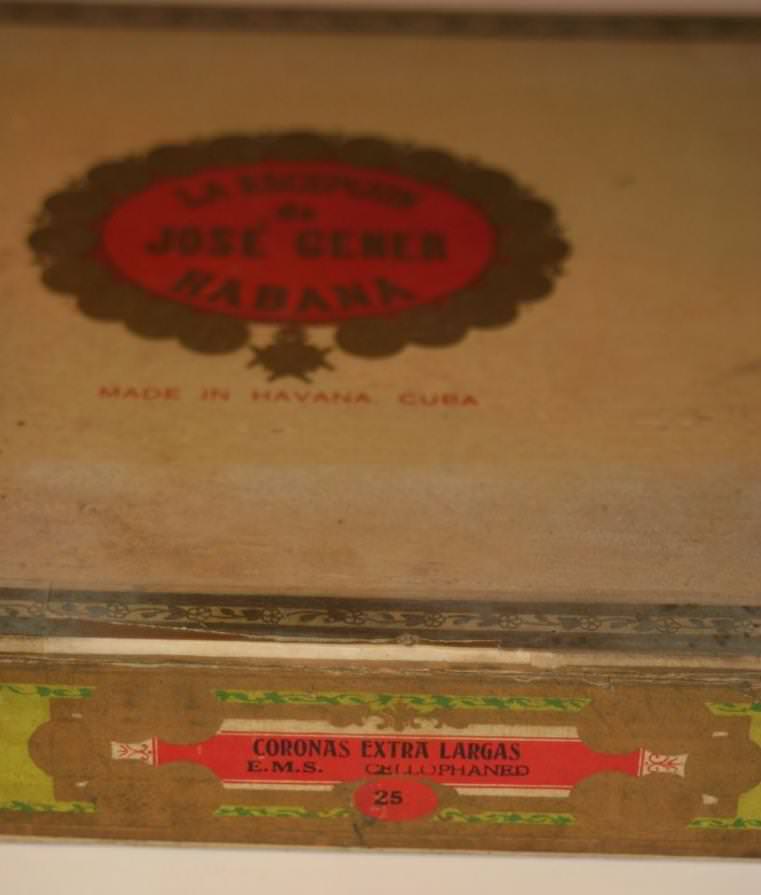 LA ESCEPCION
de
JOSÉ GENER
HABANA
MADE IN HAVANA. CUBA
CORONAS EXTRA LARGAS
E.M.S. CELLOPHANED
25